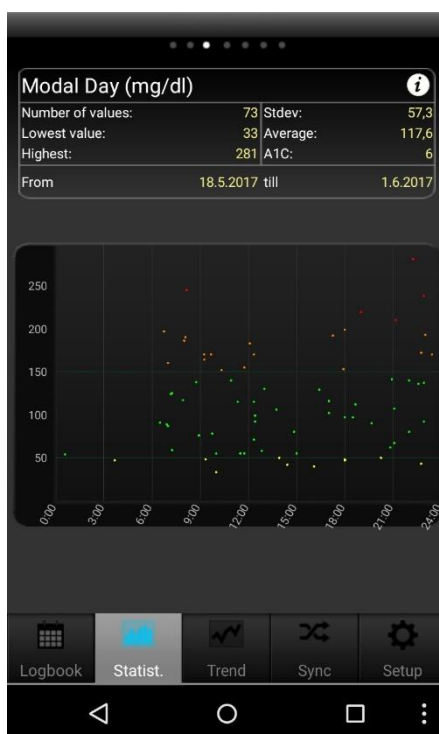 Modal Day (mg/dl)
i
Number of values: 73 Stdev: 57,3
Lowest value: 33 Average: 117,6
Highest: 281 A1C: 6
From 18.5.2017 till 1.6.2017
250
200
150
100
50
0:00 3:00 6:00 9:00 12:00 15:00 18:00 21:00 24:00
Logbook Statist. Trend Sync Setup